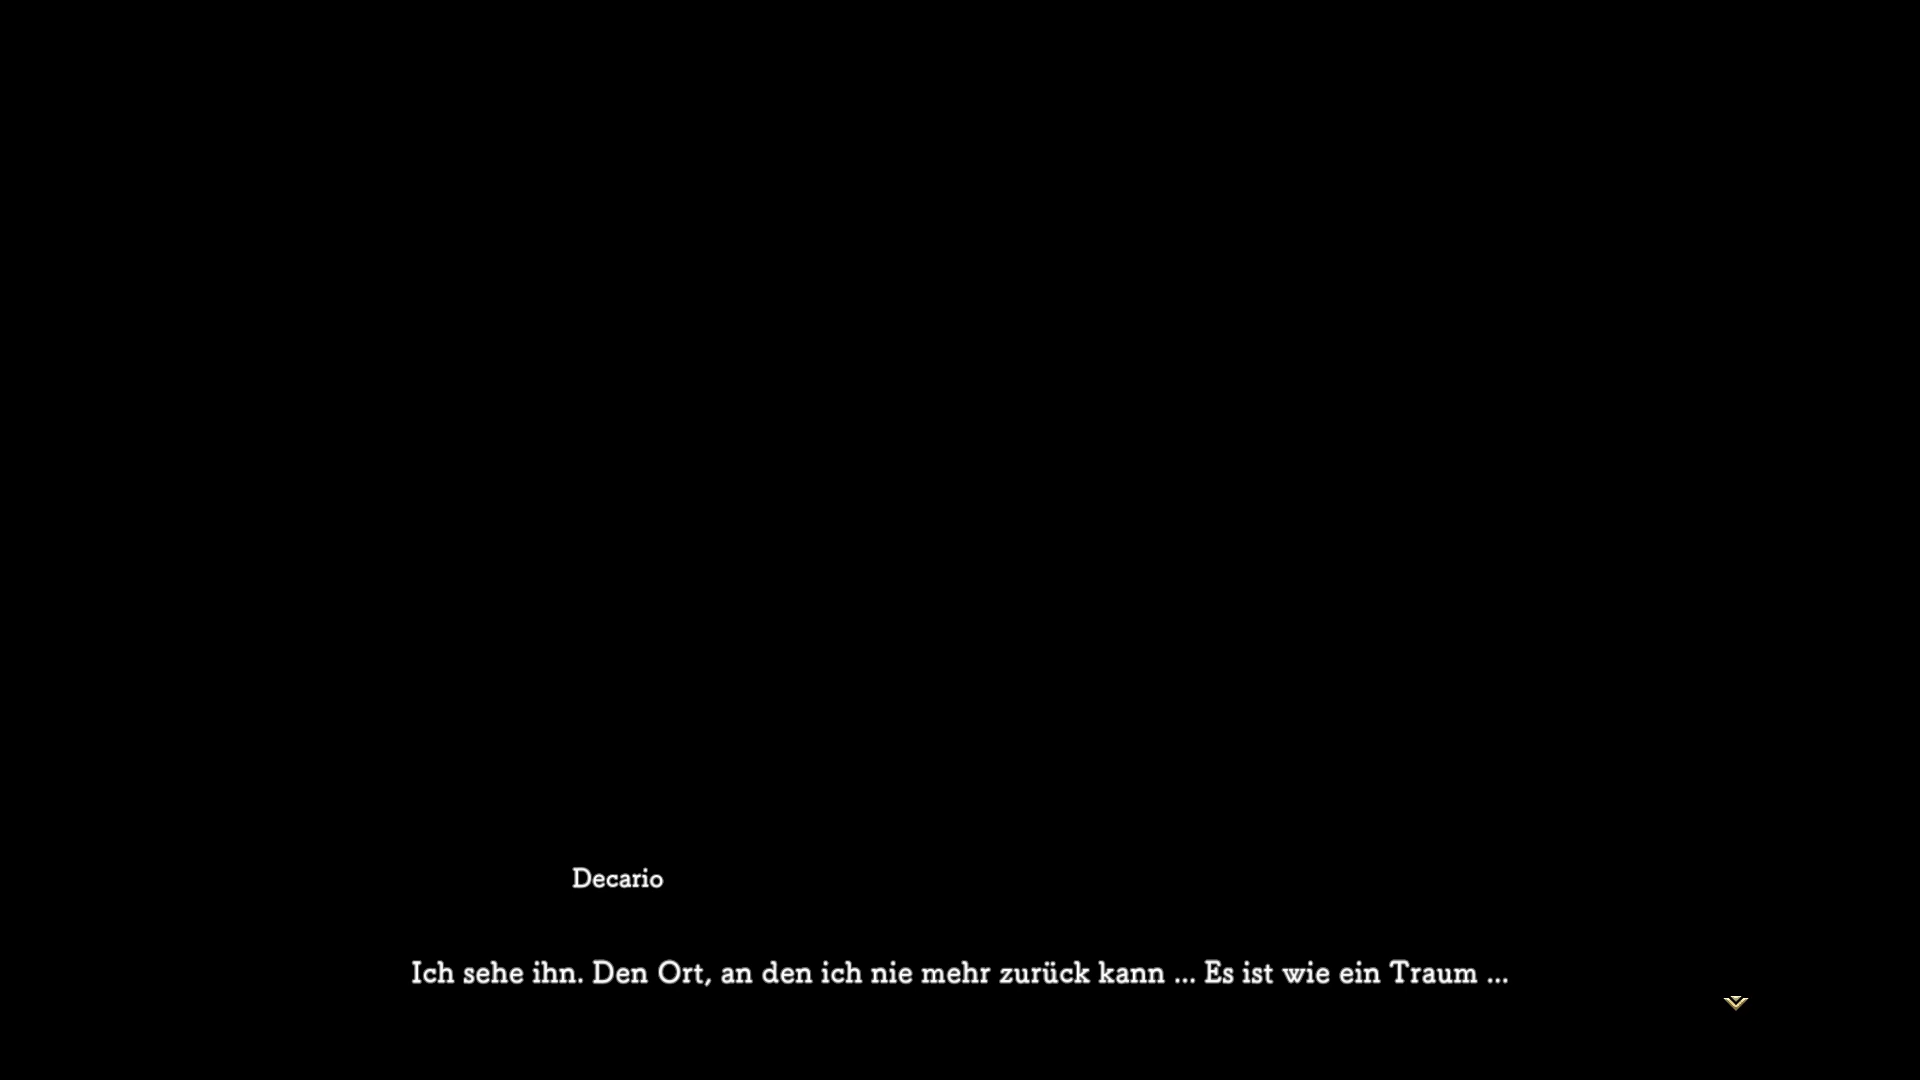 Decario
Ich sehe ihn. Den Ort, an den ich nie mehr zurück kann ... Es ist wie ein Traum ...